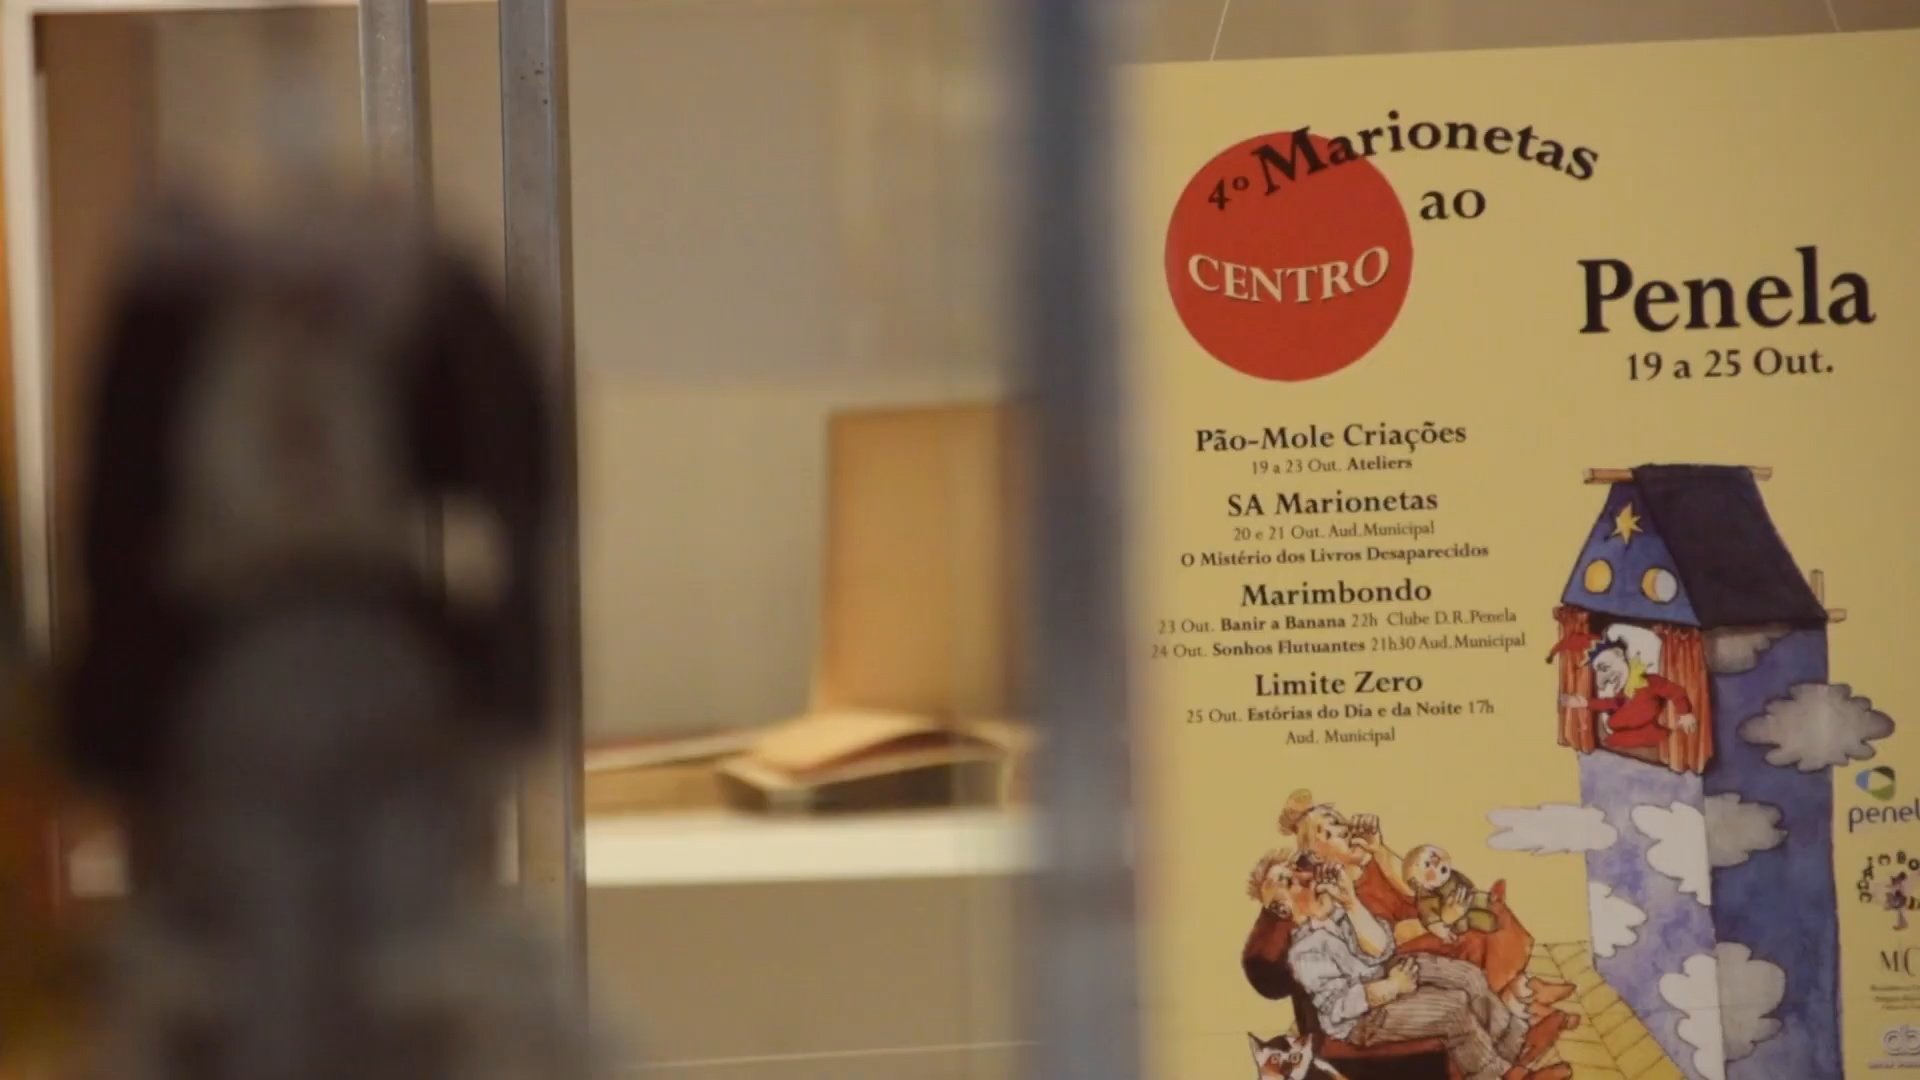 4º Marionetas
ao
CENTRO
Penela
19 a 25 Out.
Pão-Mole Criações
19 a 23 Out. Ateliers
SA Marionetas
20 e 21 Out. Aud.Municipal
O Mistério dos Livros Desaparecidos
Marimbondo
23 Out. Banir a Banana 22h Clube D.R.Penela
24 Out. Sonhos Flutuantes 21h30 Aud.Municipal
Limite Zero
25 Out. Estórias do Dia e da Noite 17h
Aud. Municipal
penel
MC